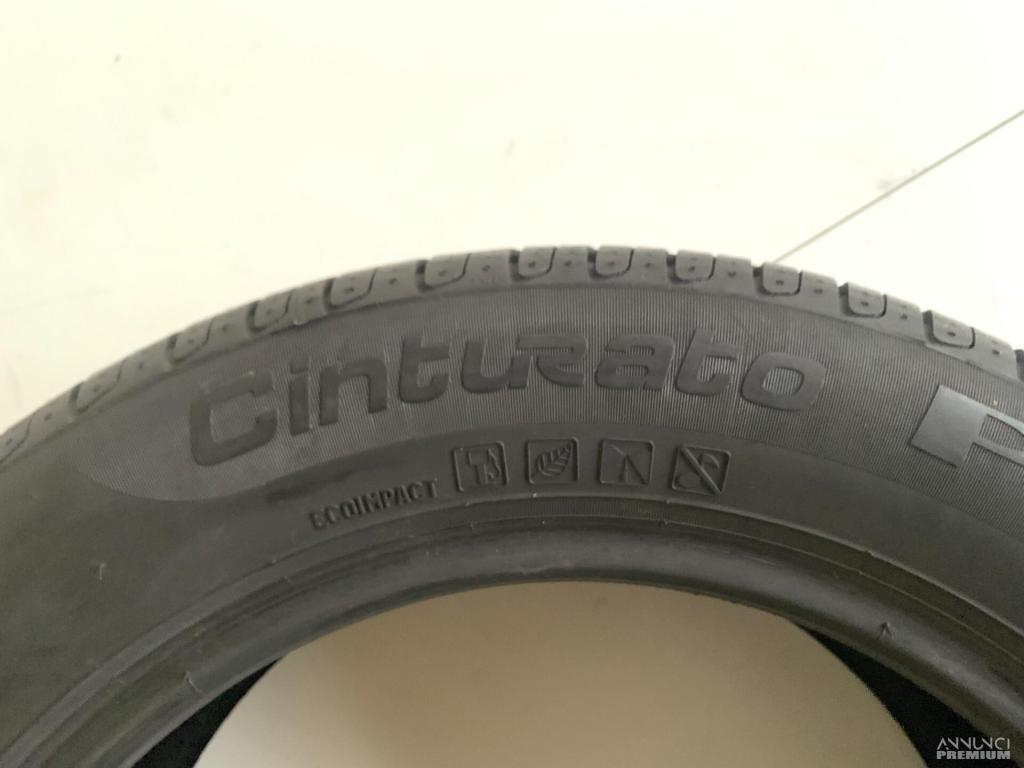 Cinturato P
ECOIMPACT
ANNUNCI
PREMIUM